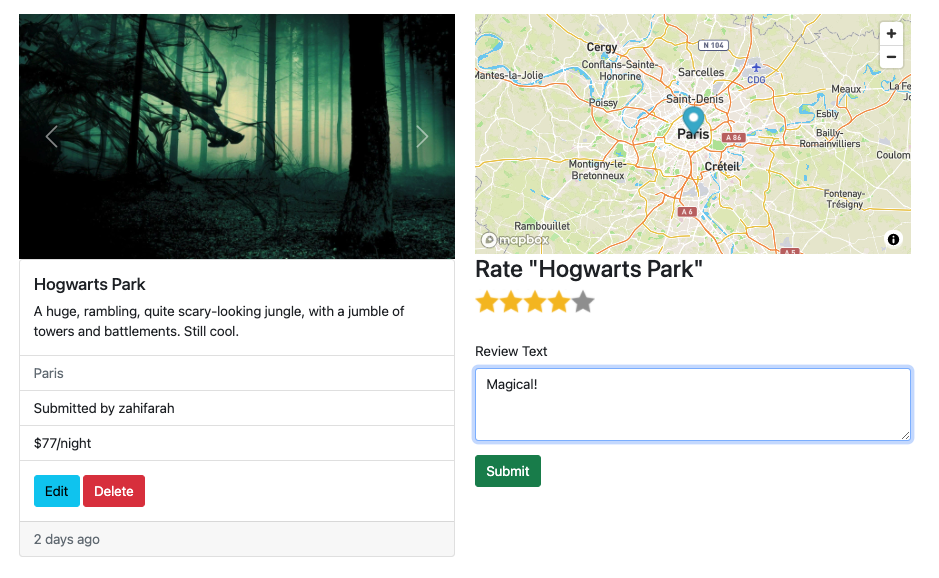 Hogwarts Park
A huge, rambling, quite scary-looking jungle, with a jumble of
towers and battlements. Still cool.
Paris
Submitted by zahifarah
$77/night
Edit Delete
2 days ago
Cergy
N 104
Conflans-Sainte-
Honorine
Mantes-la-Jolie
Sarcelles
CDG
Meaux
La Fe
Jo
Poissy
Saint-Denis
Esbly
Paris
A 86
Bailly-
Romainvilliers
Coulom
Montigny-le-
Bretonneux
Créteil
Fontenay-
Trésigny
A 6
Rambouillet
mapbox
A 5
Rate "Hogwarts Park"
Review Text
Magical!
Submit